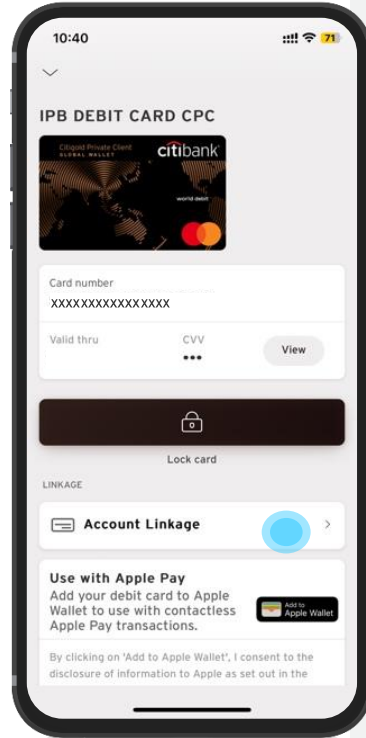 10:40
71
IPB DEBIT CARD CPC
Citigold Private Client
GLOBAL WALLET
citibank
world debit
Card number
XXXXXXXXXXXXXXXX
Valid thru
CVV
•••
View
Lock card
LINKAGE
Account Linkage
Use with Apple Pay
Add your debit card to Apple
Wallet to use with contactless
Apple Pay transactions.
Add to
Apple Wallet
By clicking on 'Add to Apple Wallet', I consent to the
disclosure of information to Apple as set out in the